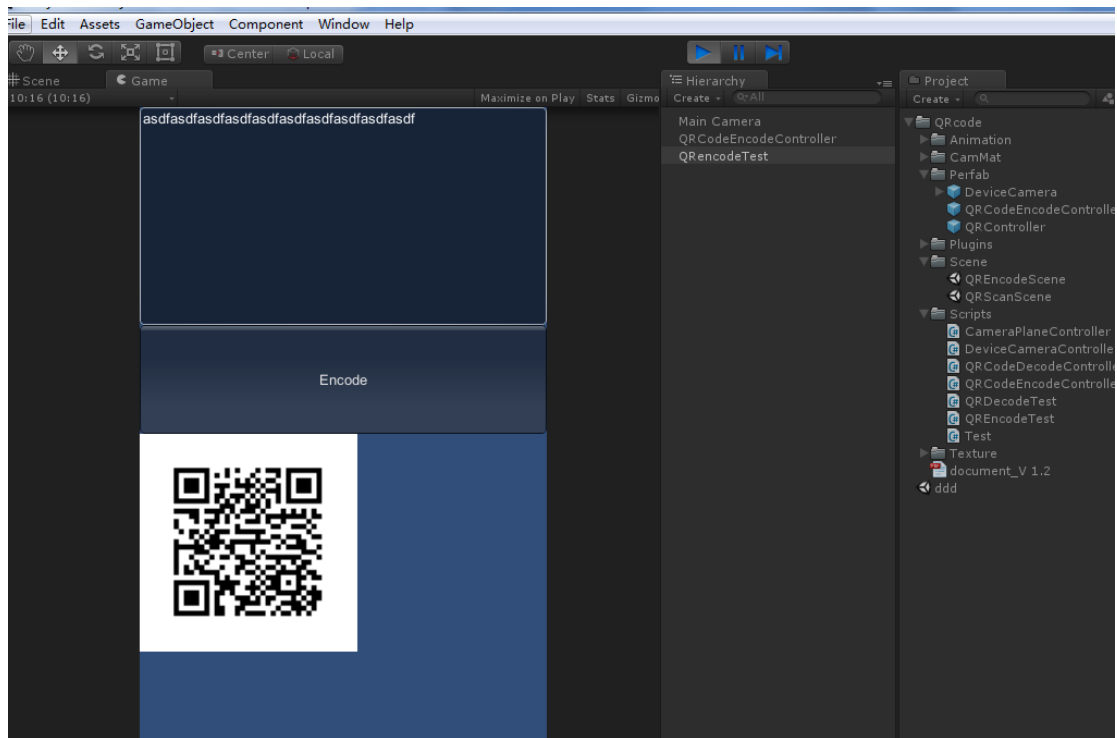 File Edit Assets GameObject Component Window Help
Center Local
Scene Game
10:16 (10:16) Maximize on Play Stats Gizmo
asdfasdfasdfasdfasdfasdfasdfasdfasdfasdf
Encode
Hierarchy
Create All
Main Camera
QRCodeEncodeController
QRencodeTest
Project
Create
QRcode
Animation
CamMat
Perfab
DeviceCamera
QRCodeEncodeControlle
QRController
Plugins
Scene
QREncodeScene
QRScanScene
Scripts
CameraPlaneController
DeviceCameraControlle
QRCodeDecodeControlle
QRCodeEncodeControlle
QRDecodeTest
QREncodeTest
Test
Texture
document_V 1.2
ddd